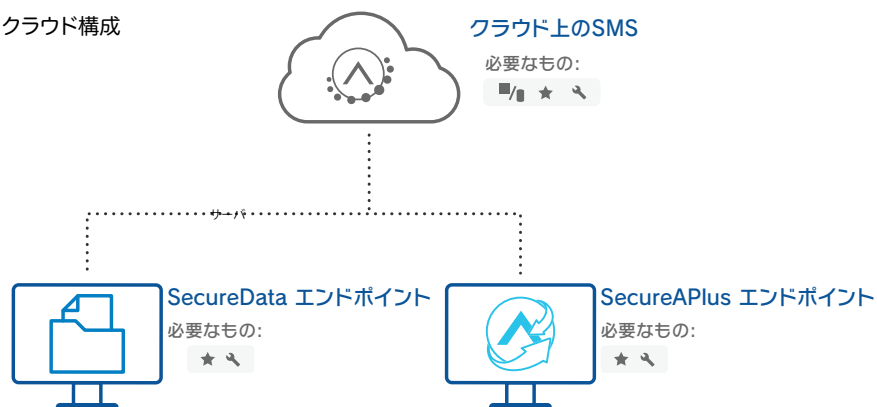 クラウド構成
クラウド上のSMS
必要なもの:
サーバ
SecureData エンドポイント
必要なもの:
SecureAPlus エンドポイント
必要なもの: